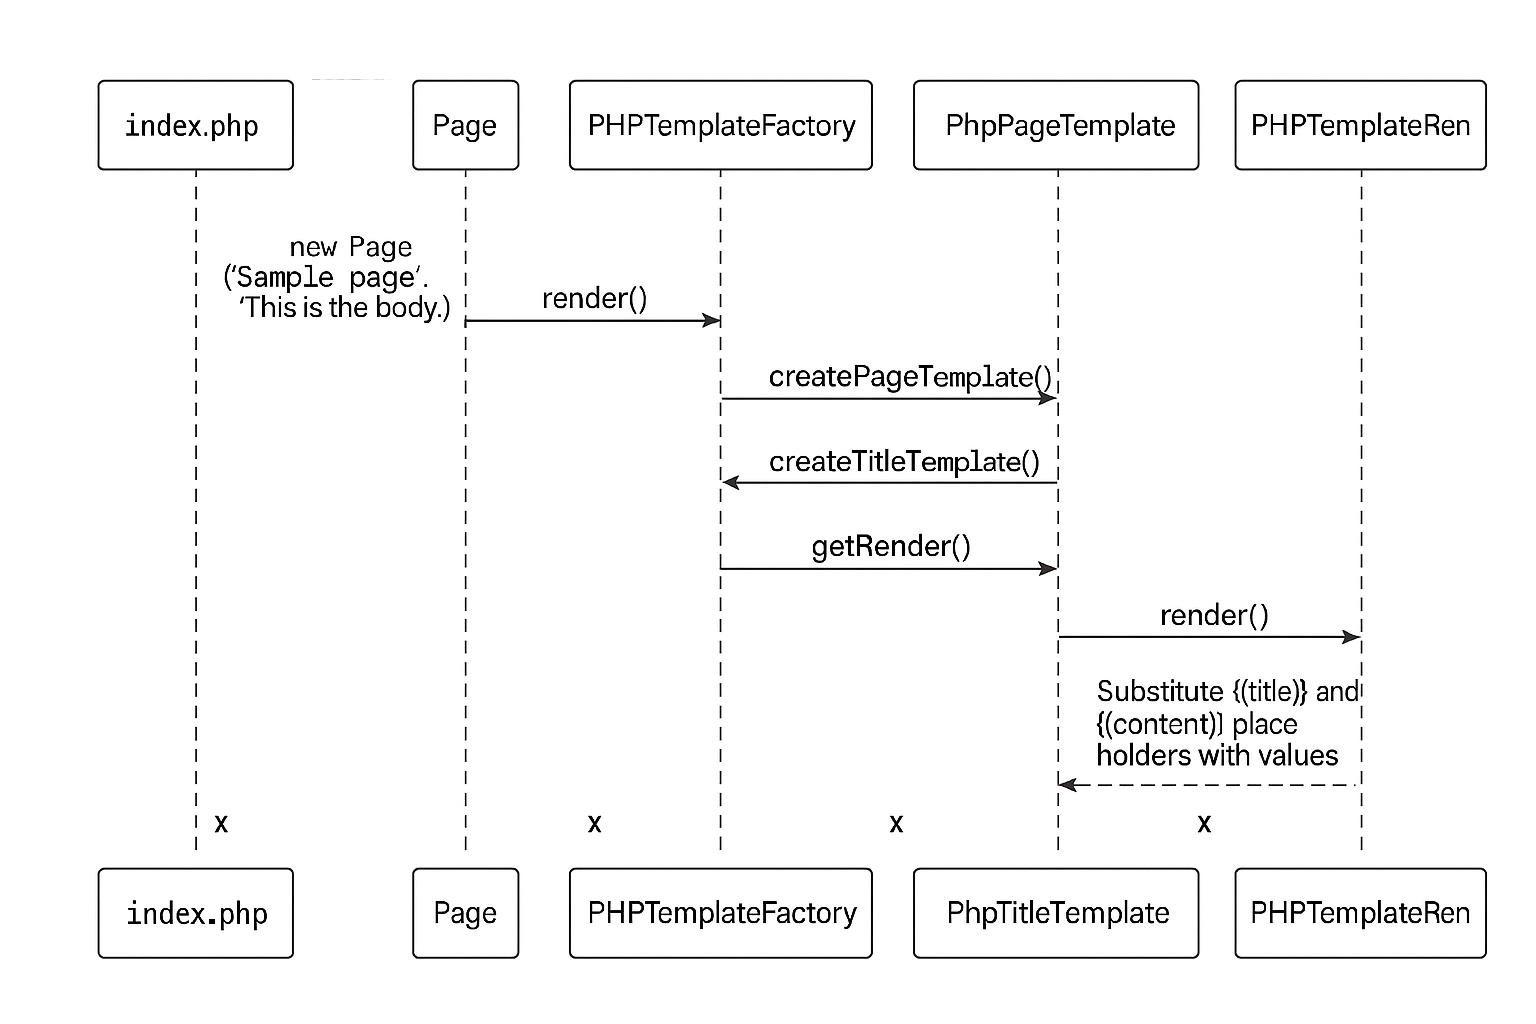 index.php
Page
PHPTemplateFactory
PhpPageTemplate
PHPTemplateRen
new Page
('Sample page'.
'This is the body.)
render()
createPageTemplate()
createTitleTemplate()
getRender()
render()
Substitute {(title)} and
{(content)] place
holders with values
x
x
x
x
index.php
Page
PHPTemplateFactory
PhpTitleTemplate
PHPTemplateRen